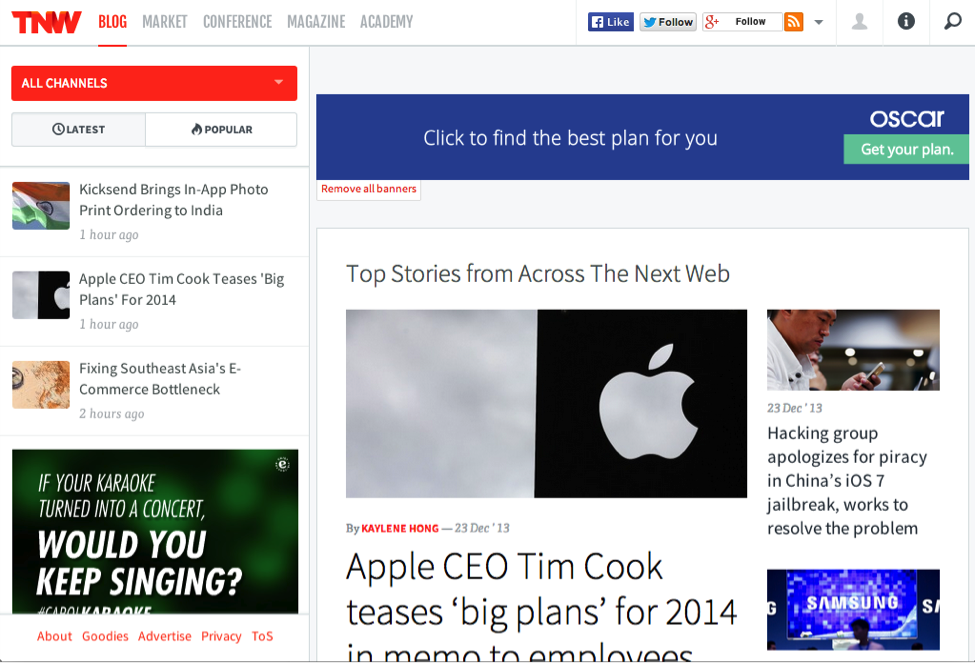 TNW BLOG MARKET CONFERENCE MAGAZINE ACADEMY
Like Follow Follow
ALL CHANNELS
LATEST POPULAR
Kicksend Brings In-App Photo
Print Ordering to India
1 hour ago
Apple CEO Tim Cook Teases 'Big
Plans' For 2014
1 hour ago
Fixing Southeast Asia's E-
Commerce Bottleneck
2 hours ago
IF YOUR KARAOKE
TURNED INTO A CONCERT,
WOULD YOU
KEEP SINGING?
#CAROLKARAOKE
About Goodies Advertise Privacy ToS
Click to find the best plan for you
oscar
Get your plan.
Remove all banners
Top Stories from Across The Next Web
By KAYLENE HONG — 23 Dec '13
Apple CEO Tim Cook
teases ‘big plans’ for 2014
in memo to employees
23 Dec '13
Hacking group
apologizes for piracy
in China’s iOS 7
jailbreak, works to
resolve the problem
G SAMSUNG SA